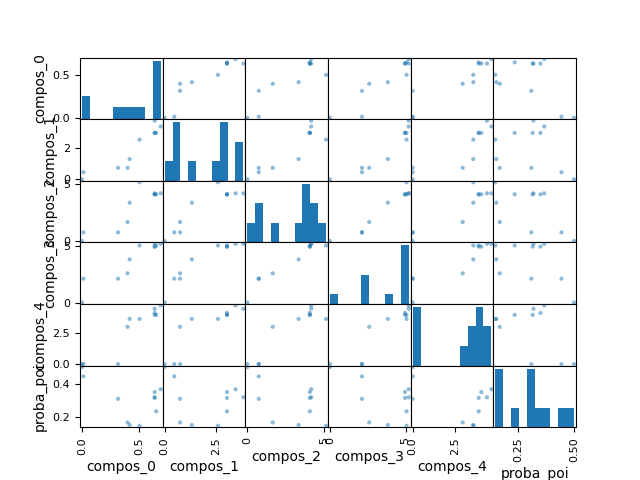 compos_0
0.5
0.0
compos_1
2
0
compos_2
5
0
compos_3
5
0
compos_4
2.5
0.0
proba_poi
0.4
0.2
0.0 0.5 0.0 2.5 0 5 0 5 0.0 2.5 0.25 0.50
compos_0 compos_1 compos_2 compos_3 compos_4 proba_poi